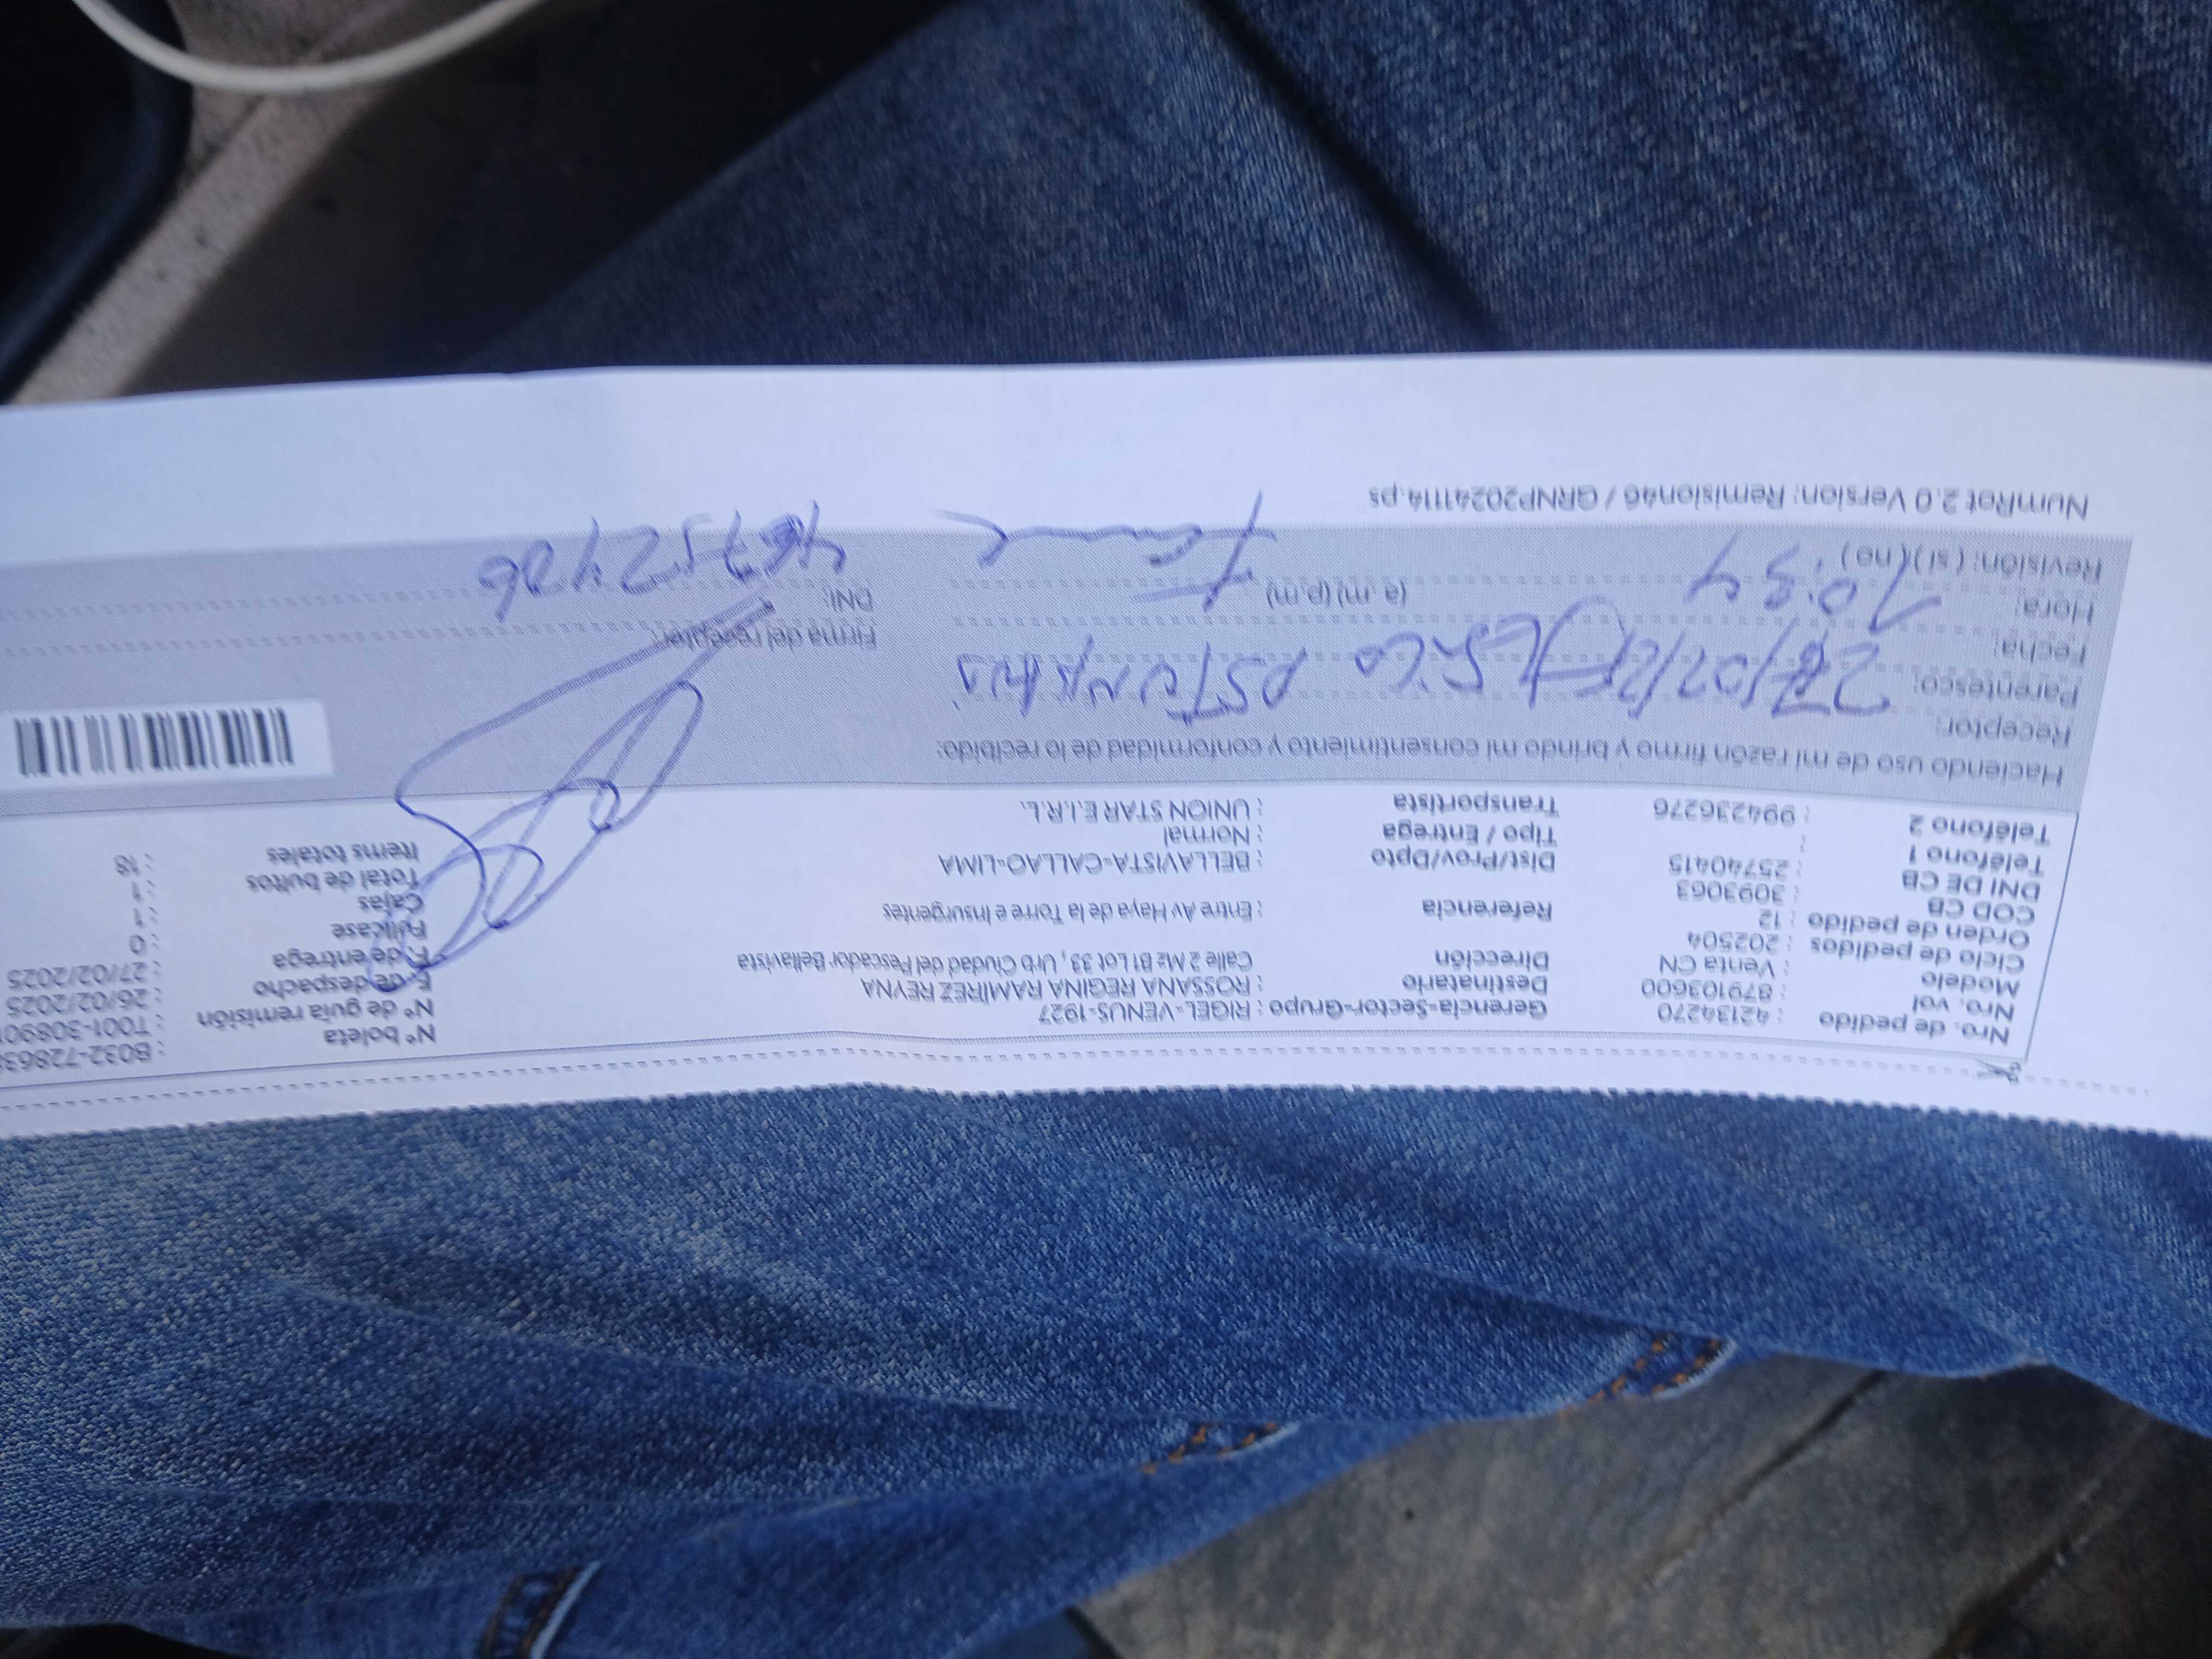 Nro. de pedido : 42134270 Gerencia-Sector-Grupo : RIGEL-VENUS-1927 N° boleta : B032-72863
Nro. vol : 879103600 Destinatario : ROSSANA REGINA RAMÍREZ REYNA N° de guía remisión : T001-308901
Modelo : Venta CN Dirección Calle 2 Mz B1 Lot 33, Urb Ciudad del Pescador Bellavista F. de despacho : 26/02/2025
Ciclo de pedidos : 202504 F. de entrega : 27/02/2025
Orden de pedido : 12 Referencia : Entre Av Haya de la Torre e Insurgentes Fullcase : 0
COD CB : 3093063 Cajas : 1
DNI DE CB : 25740415 Dist/Prov/Dpto : BELLAVISTA-CALLAO-LIMA Total de bultos : 1
Teléfono 1 : Tipo / Entrega : Normal Items totales : 18
Teléfono 2 : 994236276 Transportista : UNION STAR E.I.R.L.
Haciendo uso de mi razón firmo y brindo mi consentimiento y conformidad de lo recibido:
Receptor:
Parentesco:
Fecha: Firma del receptor:
Hora: 10:34 (a.m) (p.m) DNI:
Revisión: ( si ) ( no )
NumRot 2.0 Version: Remision46 / GRNP20241114.ps